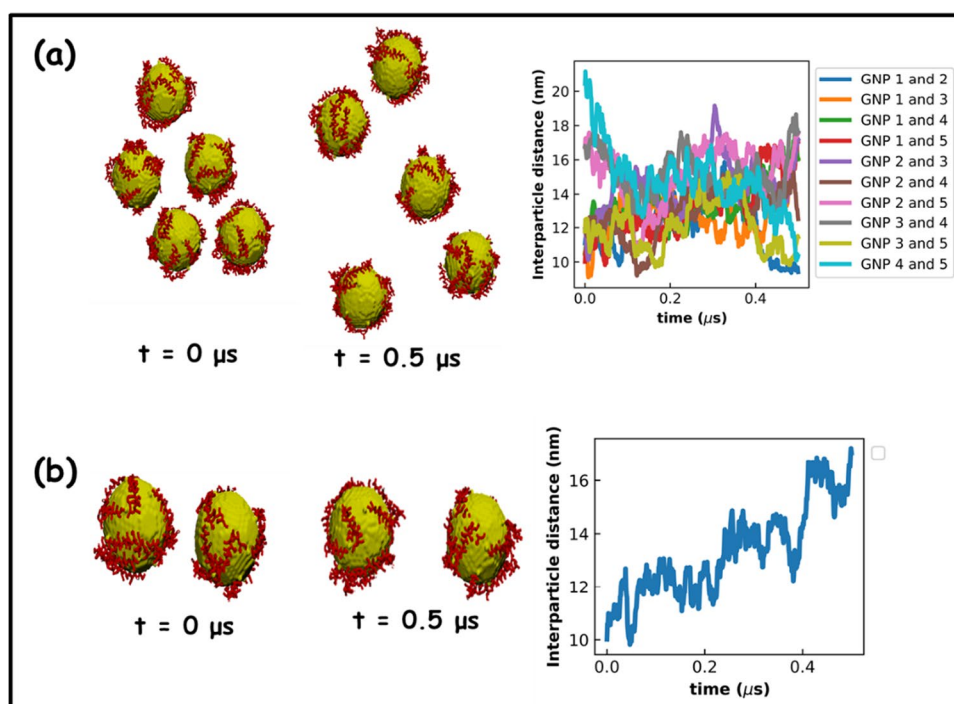 (a)
t = 0 μs
t = 0.5 μs
Interparticle distance (nm)
20
18
16
14
12
10
0.0
0.2
0.4
time (μs)
GNP 1 and 2
GNP 1 and 3
GNP 1 and 4
GNP 1 and 5
GNP 2 and 3
GNP 2 and 4
GNP 2 and 5
GNP 3 and 4
GNP 3 and 5
GNP 4 and 5
(b)
t = 0 μs
t = 0.5 μs
Interparticle distance (nm)
16
14
12
10
0.0
0.2
0.4
time (μs)